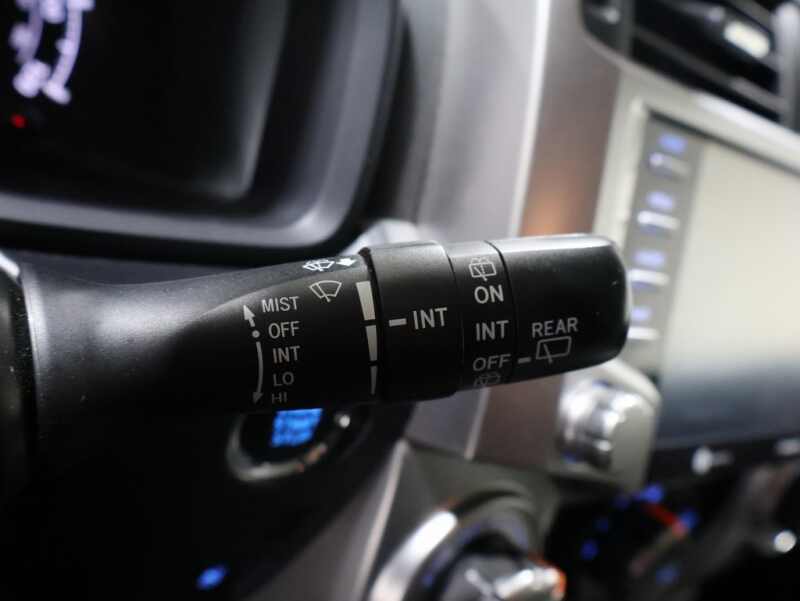 MIST
OFF
INT
LO
HI
INT
ON
INT
OFF
REAR